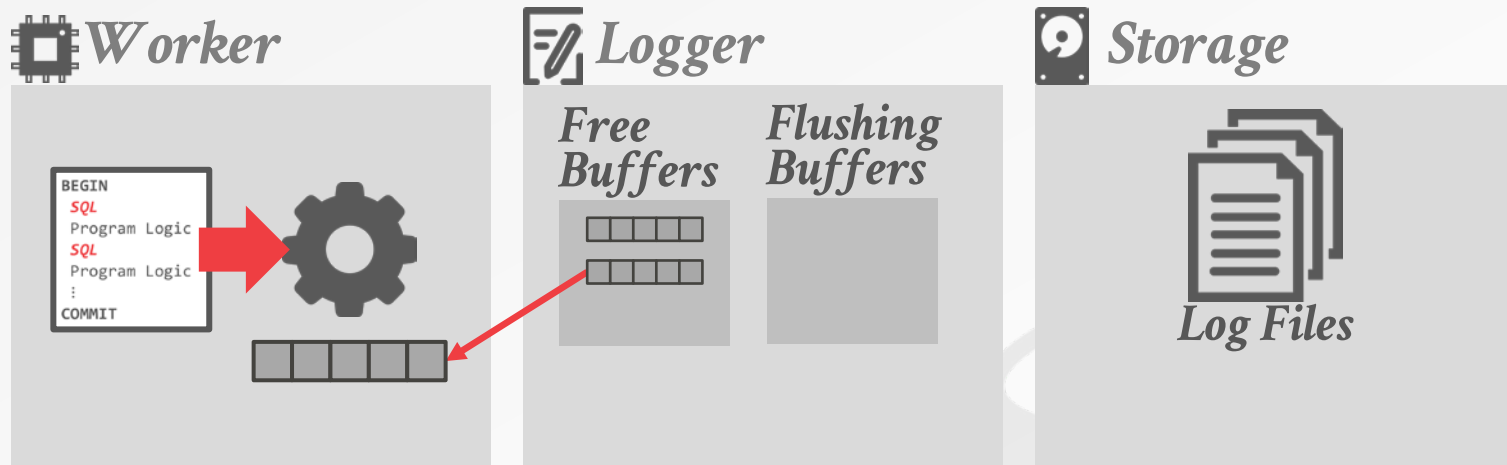 Worker
BEGIN
SQL
Program Logic
SQL
Program Logic
⋮
COMMIT
Logger
Free
Buffers
Flushing
Buffers
Storage
Log Files